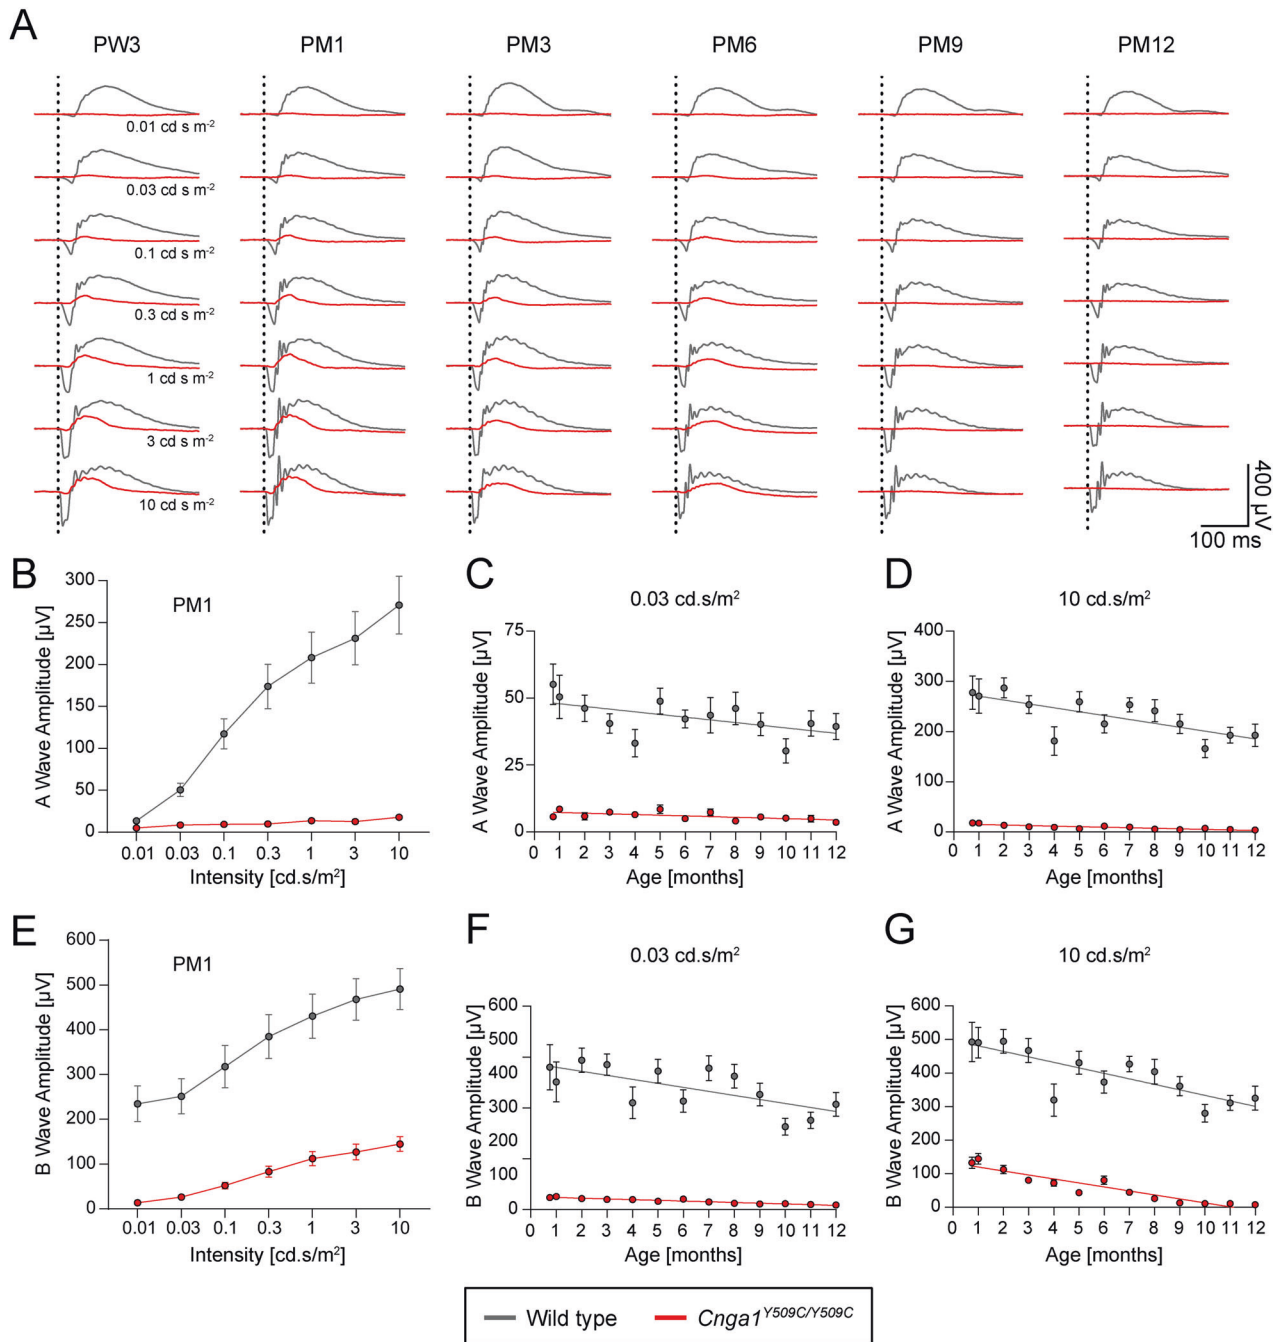 A
PW3 PM1 PM3 PM6 PM9 PM12
0.01 cd s m-2
0.03 cd s m-2
0.1 cd s m-2
0.3 cd s m-2
1 cd s m-2
3 cd s m-2
10 cd s m-2
400 µV
100 ms
B
PM1
A Wave Amplitude [µV]
300
250
200
150
100
50
0
0.01 0.03 0.1 0.3 1 3 10
Intensity [cd.s/m²]
C
0.03 cd.s/m²
A Wave Amplitude [µV]
75
50
25
0
0 1 2 3 4 5 6 7 8 9 10 11 12
Age [months]
D
10 cd.s/m²
A Wave Amplitude [µV]
400
300
200
100
0
0 1 2 3 4 5 6 7 8 9 10 11 12
Age [months]
E
PM1
B Wave Amplitude [µV]
600
500
400
300
200
100
0
0.01 0.03 0.1 0.3 1 3 10
Intensity [cd.s/m²]
F
0.03 cd.s/m²
B Wave Amplitude [µV]
600
500
400
300
200
100
0
0 1 2 3 4 5 6 7 8 9 10 11 12
Age [months]
G
10 cd.s/m²
B Wave Amplitude [µV]
600
500
400
300
200
100
0
0 1 2 3 4 5 6 7 8 9 10 11 12
Age [months]
Wild type Cnga1Y509C/Y509C